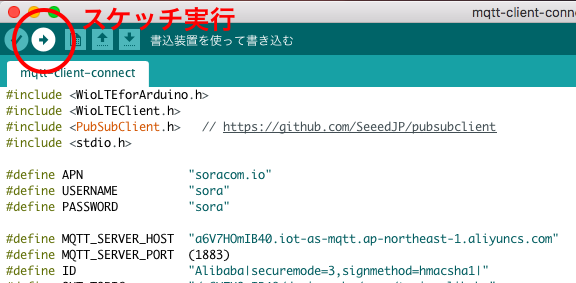 mqtt-client-conne
スケッチ実行
書込装置を使って書き込む
mqtt-client-connect
#include <WioLTEforArduino.h>
#include <WioLTEClient.h>
#include <PubSubClient.h>   // https://github.com/SeeedJP/pubsubclient
#include <stdio.h>
#define APN               "soracom.io"
#define USERNAME          "sora"
#define PASSWORD          "sora"
#define MQTT_SERVER_HOST  "a6V7HOmIB40.iot-as-mqtt.ap-northeast-1.aliyuncs.com"
#define MQTT_SERVER_PORT  (1883)
#define ID                "Alibaba|securemode=3,signmethod=hmacsha1|"